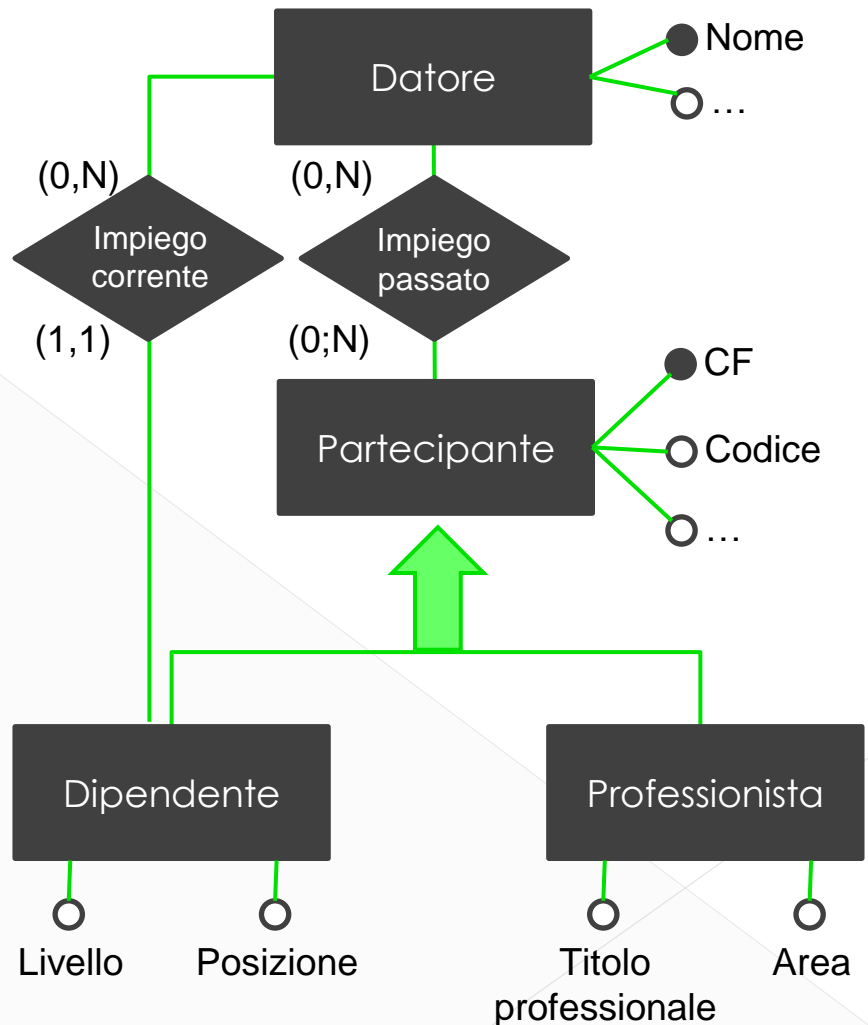 Datore
Nome
…
(0,N)
(0,N)
Impiego
corrente
Impiego
passato
(1,1)
(0;N)
Partecipante
CF
Codice
…
Dipendente
Professionista
Livello
Posizione
Titolo
professionale
Area